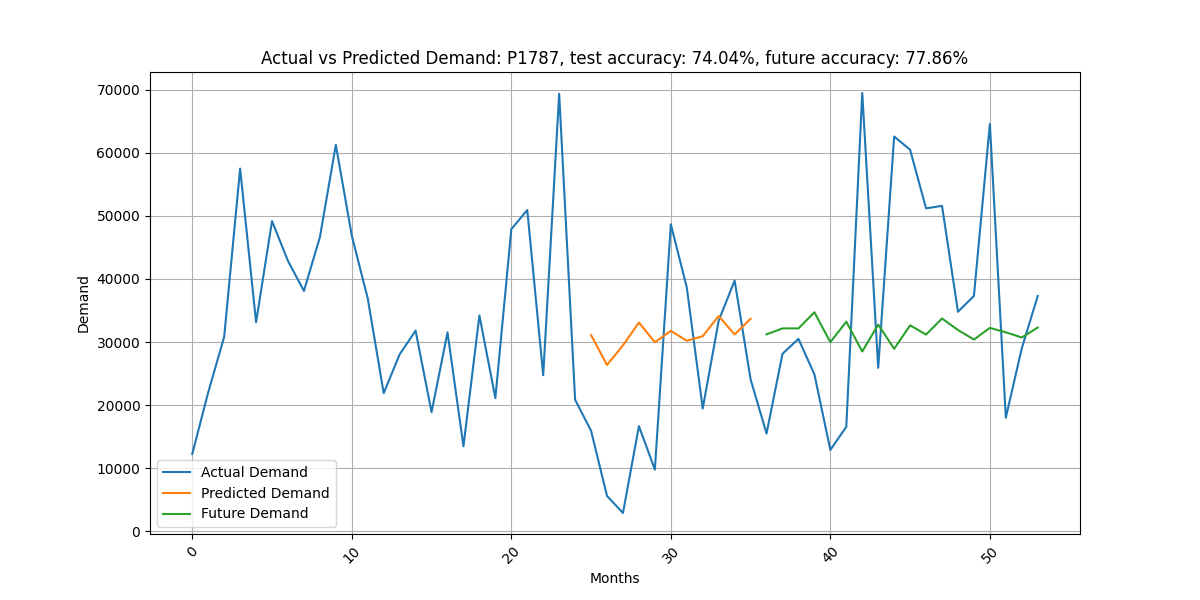 Actual vs Predicted Demand: P1787, test accuracy: 74.04%, future accuracy: 77.86%
Demand
70000
60000
50000
40000
30000
20000
10000
0
Actual Demand
Predicted Demand
Future Demand
0 10 20 30 40 50
Months